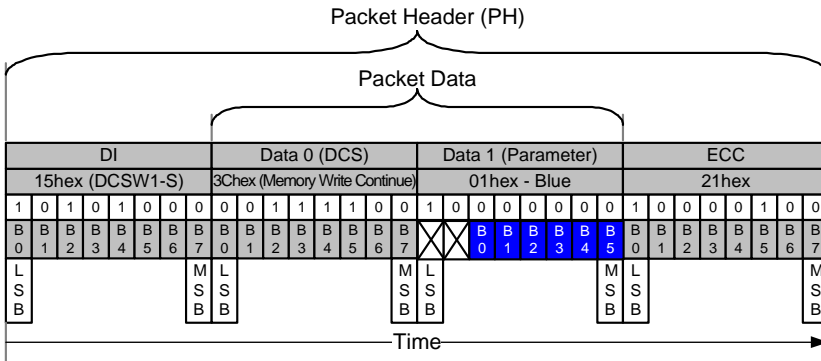 Packet Header (PH)
Packet Data
DI Data 0 (DCS) Data 1 (Parameter) ECC
15hex (DCSW1-S) 3Chex (Memory Write Continue) 01hex - Blue 21hex
1 0 1 0 1 0 0 0 0 0 1 1 1 1 0 0 1 0 0 0 0 0 0 0 1 0 0 0 0 1 0 0
B B B B B B B B B B B B B B B B B B B B B B B B B B B B B B
0 1 2 3 4 5 6 7 0 1 2 3 4 5 6 7 0 1 2 3 4 5 0 1 2 3 4 5 6 7
L M L M L M L M
S S S S S S S S
B B B B B B B B
Time